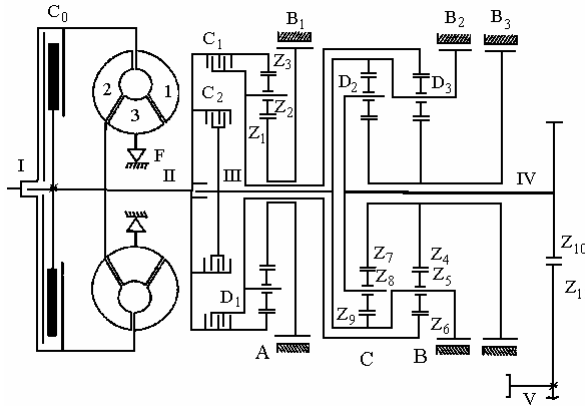 C₀ C₁ B₁ B₂ B₃
Z₃ D₂ D₃
2 1 C₂ Z₂
3 Z₁
F
I II III IV
Z₇ Z₄ Z₁₀
Z₈ Z₅ Z₁
D₁ Z₉ Z₆
A C B
V